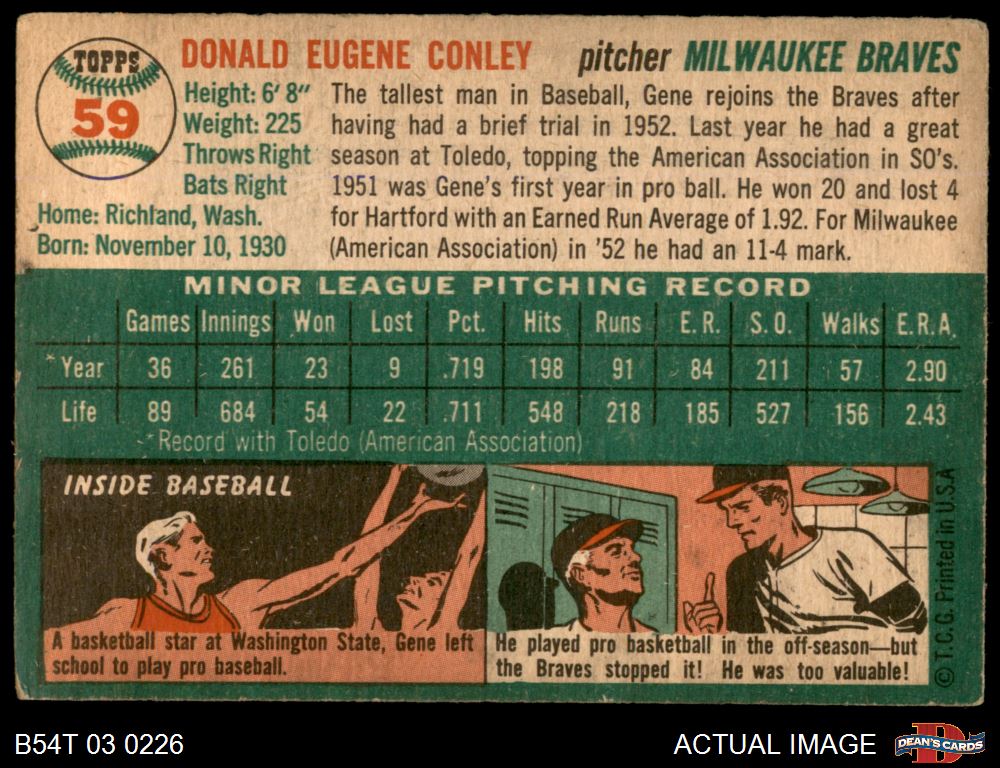 TOPPS
59
DONALD EUGENE CONLEY pitcher MILWAUKEE BRAVES
Height: 6' 8"
Weight: 225
Throws Right
Bats Right
Home: Richland, Wash.
Born: November 10, 1930
The tallest man in Baseball, Gene rejoins the Braves after
having had a brief trial in 1952. Last year he had a great
season at Toledo, topping the American Association in SO's.
1951 was Gene's first year in pro ball. He won 20 and lost 4
for Hartford with an Earned Run Average of 1.92. For Milwaukee
(American Association) in '52 he had an 11-4 mark.
MINOR LEAGUE PITCHING RECORD
Games Innings Won Lost Pct. Hits Runs E.R. S.O. Walks E.R.A.
*Year 36 261 23 9 .719 198 91 84 211 57 2.90
Life 89 684 54 22 .711 548 218 185 527 156 2.43
*Record with Toledo (American Association)
INSIDE BASEBALL
A basketball star at Washington State, Gene left
school to play pro baseball.
He played pro basketball in the off-season—but
the Braves stopped it! He was too valuable!
© T.C.G. Printed in U.S.A
B54T 03 0226
ACTUAL IMAGE
D
DEAN'S CARDS